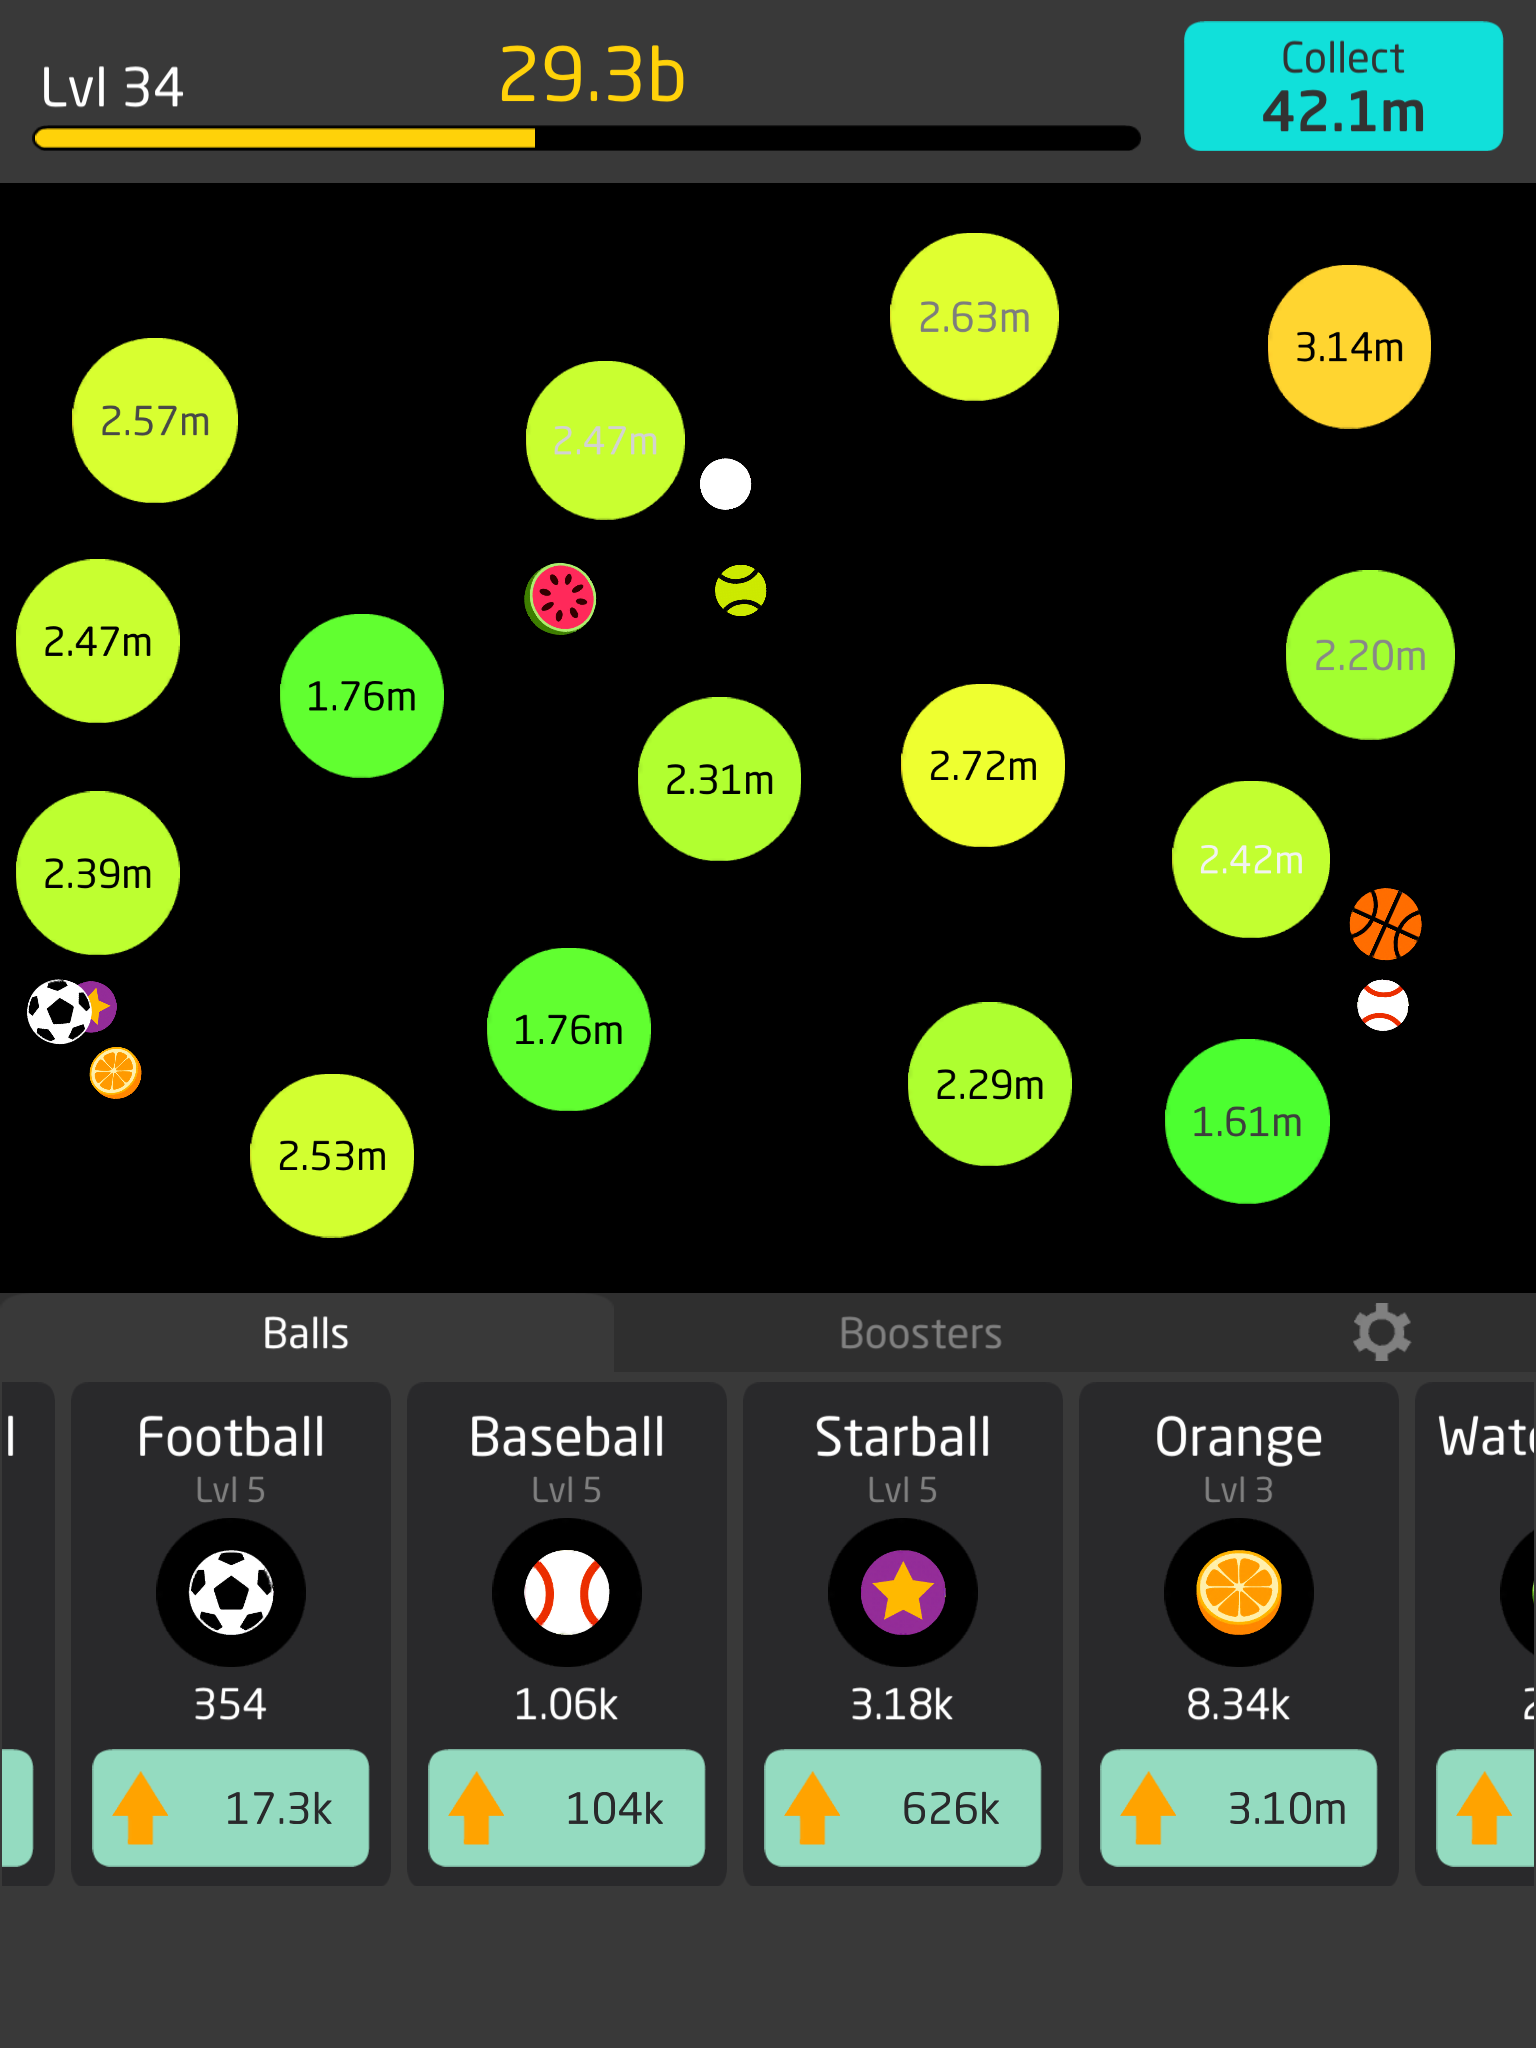 Lvl 34
29.3b
Collect
42.1m
2.63m
3.14m
2.57m
2.47m
2.47m
1.76m
2.20m
2.31m
2.72m
2.39m
2.42m
1.76m
2.29m
1.61m
2.53m
Balls
Boosters
Football
Baseball
Starball
Orange
Lvl 5
Lvl 5
Lvl 5
Lvl 3
354
1.06k
3.18k
8.34k
17.3k
104k
626k
3.10m